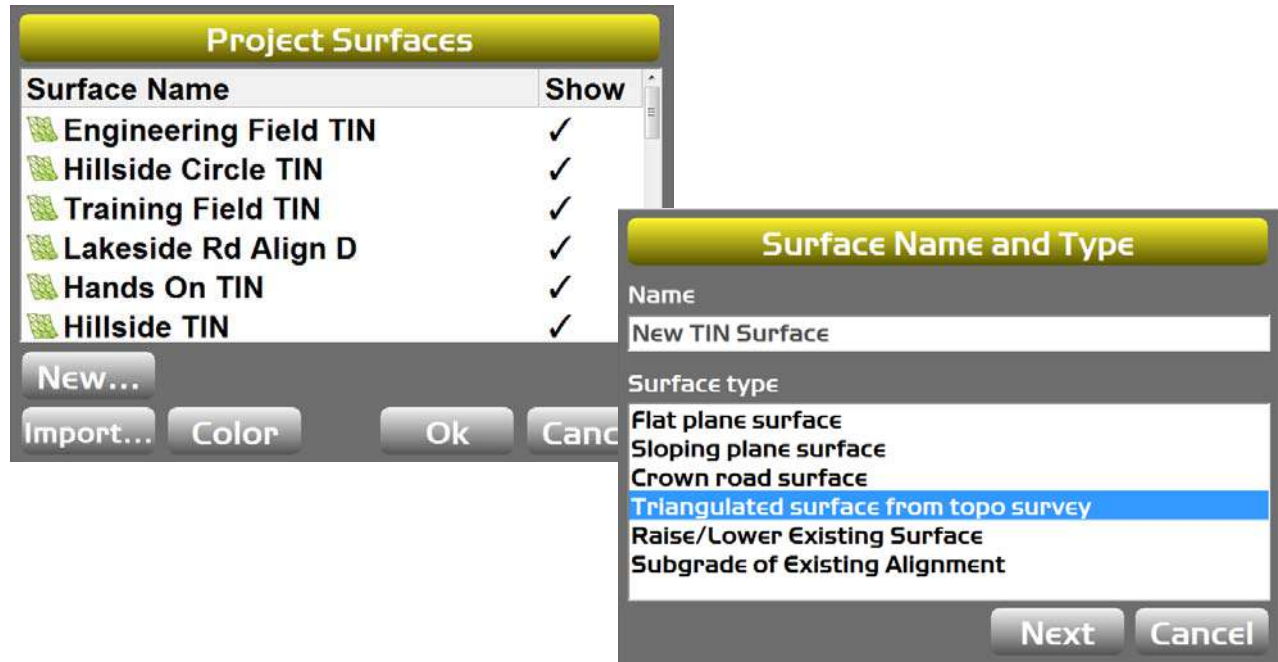 Project Surfaces
Surface Name Show
Engineering Field TIN ✓
Hillside Circle TIN ✓
Training Field TIN ✓
Lakeside Rd Align D ✓
Hands On TIN ✓
Hillside TIN ✓
New...
Import... Color Ok Canc
Surface Name and Type
Name
New TIN Surface
Surface type
Flat plane surface
Sloping plane surface
Crown road surface
Triangulated surface from topo survey
Raise/Lower Existing Surface
Subgrade of Existing Alignment
Next Cancel